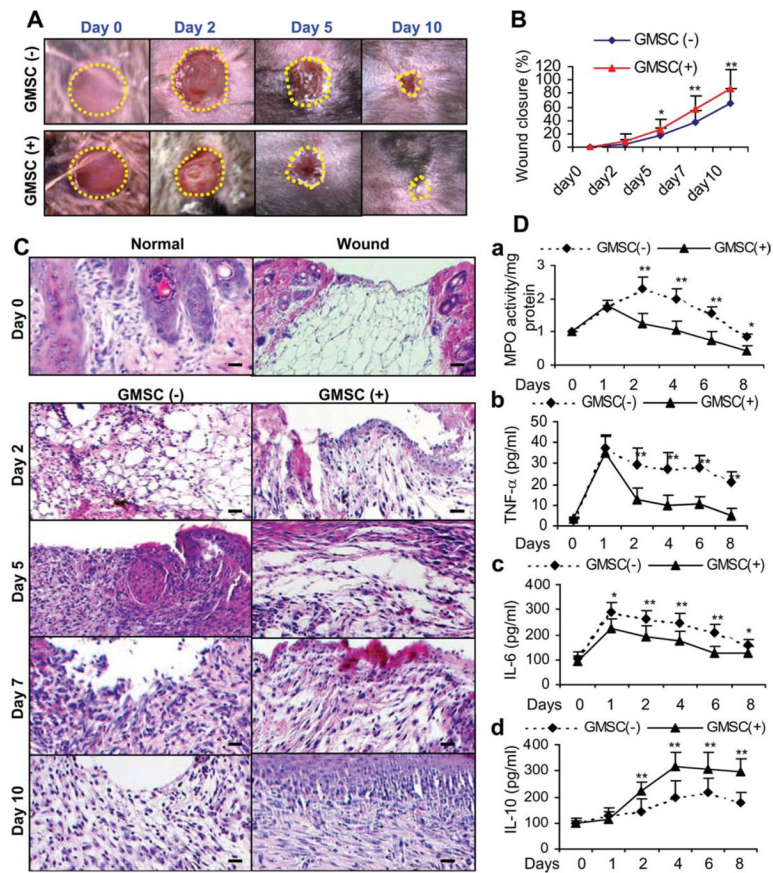 A
Day 0 Day 2 Day 5 Day 10
GMSC (-)
GMSC (+)
B
GMSC (-)
GMSC(+)
Wound closure (%)
120
100
80
60
40
20
0
day0 day2 day5 day7 day10
* ** **
C
Normal Wound
Day 0
GMSC (-) GMSC (+)
Day 2
Day 5
Day 7
Day 10
D
a
GMSC(-) GMSC(+)
MPO activity/mg
protein
3
2
1
0
** ** ** *
Days 0 1 2 4 6 8
b
GMSC(-) GMSC(+)
TNF-α (pg/ml)
50
40
30
20
10
0
** ** ** **
Days 0 1 2 4 6 8
c
GMSC(-) GMSC(+)
IL-6 (pg/ml)
400
300
200
100
0
* ** ** ** *
Days 0 1 2 4 6 8
d
GMSC(-) GMSC(+)
IL-10 (pg/ml)
400
300
200
100
0
** ** ** **
Days 0 1 2 4 6 8